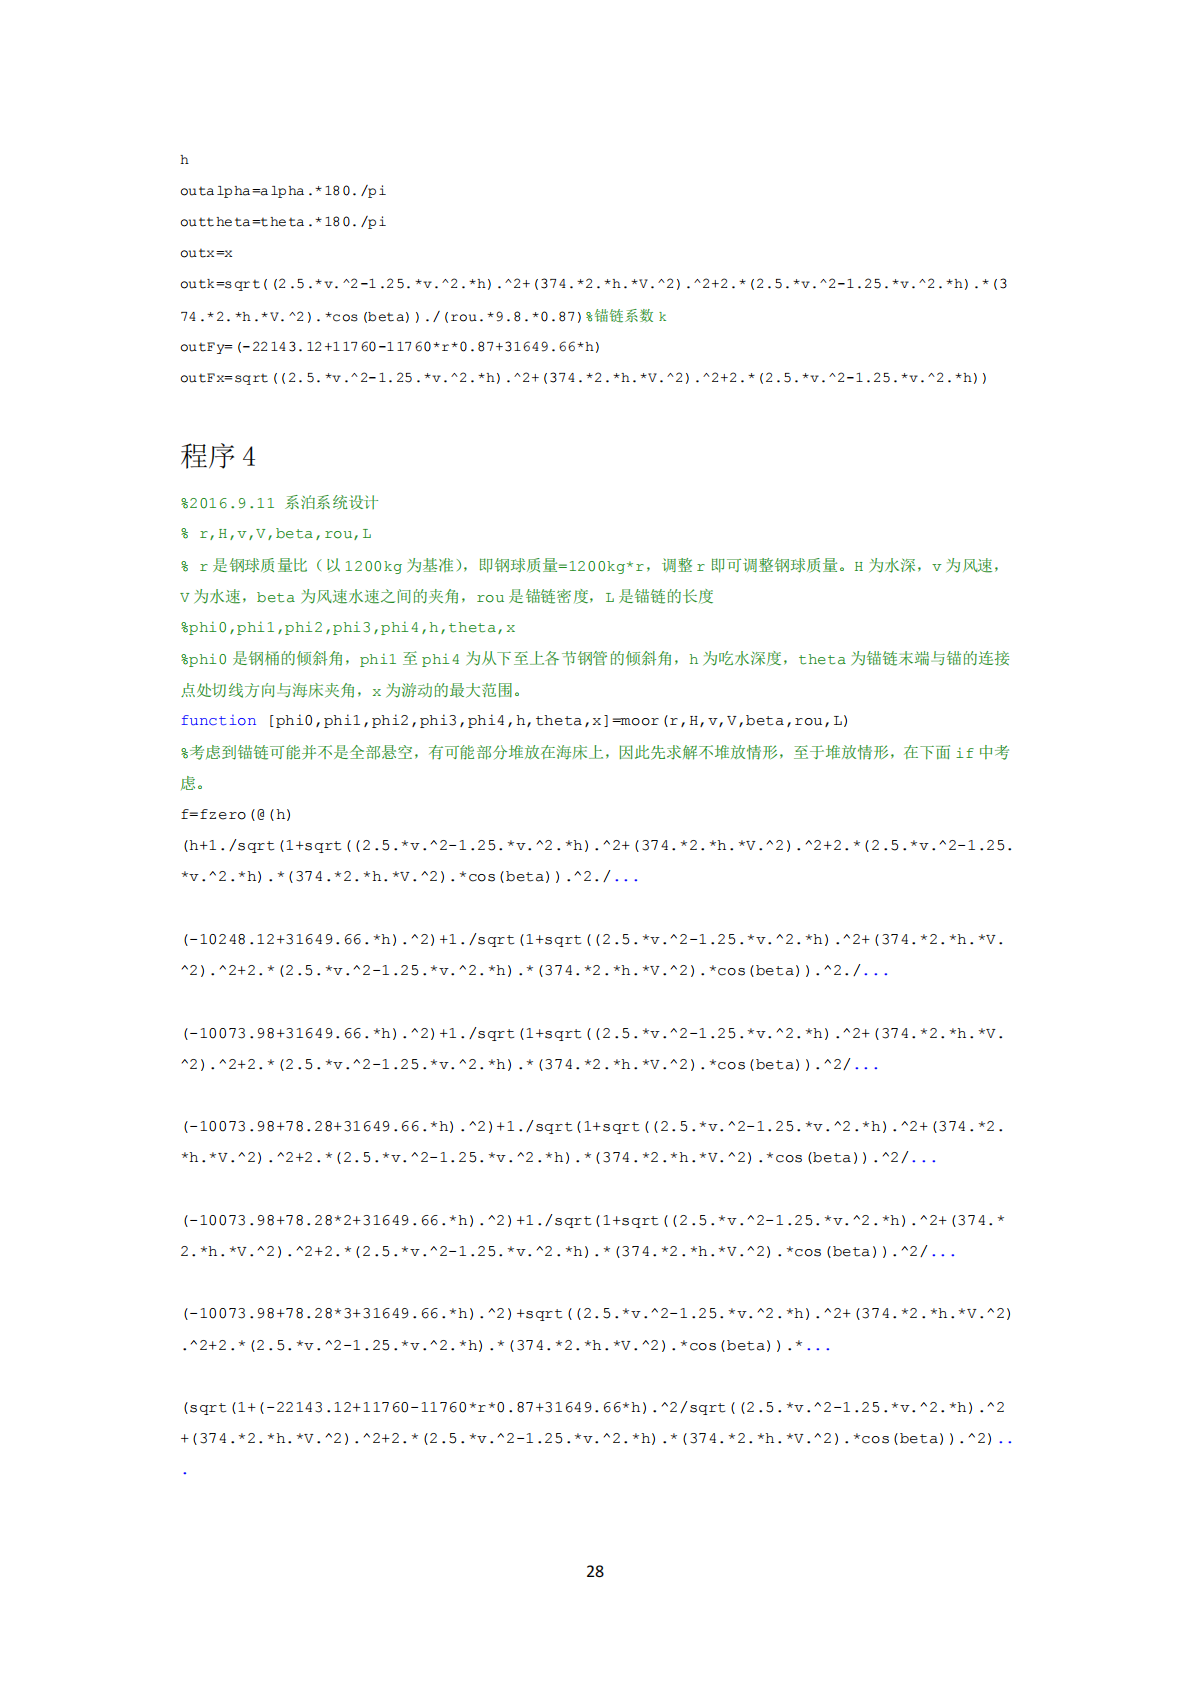 h
outalpha=alpha.*180./pi
outtheta=theta.*180./pi
outx=x
outk=sqrt((2.5.*v.^2-1.25.*v.^2.*h).^2+(374.*2.*h.*V.^2).^2+2.*(2.5.*v.^2-1.25.*v.^2.*h).*(3
74.*2.*h.*V.^2).*cos(beta))./(rou.*9.8.*0.87)%锚链系数 k
outFy=(-22143.12+11760-11760*r*0.87+31649.66*h)
outFx=sqrt((2.5.*v.^2-1.25.*v.^2.*h).^2+(374.*2.*h.*V.^2).^2+2.*(2.5.*v.^2-1.25.*v.^2.*h))
程序 4
%2016.9.11 系泊系统设计
% r,H,v,V,beta,rou,L
% r 是钢球质量比（以 1200kg 为基准），即钢球质量=1200kg*r，调整 r 即可调整钢球质量。H 为水深，v 为风速，
V 为水速，beta 为风速水速之间的夹角，rou 是锚链密度，L 是锚链的长度
%phi0,phi1,phi2,phi3,phi4,h,theta,x
%phi0 是钢桶的倾斜角，phi1 至 phi4 为从下至上各节钢管的倾斜角，h 为吃水深度，theta 为锚链末端与锚的连接
点处切线方向与海床夹角，x 为游动的最大范围。
function [phi0,phi1,phi2,phi3,phi4,h,theta,x]=moor(r,H,v,V,beta,rou,L)
%考虑到锚链可能并不是全部悬空，有可能部分堆放在海床上，因此先求解不堆放情形，至于堆放情形，在下面 if 中考
虑。
f=fzero(@(h)
(h+1./sqrt(1+sqrt((2.5.*v.^2-1.25.*v.^2.*h).^2+(374.*2.*h.*V.^2).^2+2.*(2.5.*v.^2-1.25.
*v.^2.*h).*(374.*2.*h.*V.^2).*cos(beta)).^2./...
(-10248.12+31649.66.*h).^2)+1./sqrt(1+sqrt((2.5.*v.^2-1.25.*v.^2.*h).^2+(374.*2.*h.*V.
^2).^2+2.*(2.5.*v.^2-1.25.*v.^2.*h).*(374.*2.*h.*V.^2).*cos(beta)).^2./...
(-10073.98+31649.66.*h).^2)+1./sqrt(1+sqrt((2.5.*v.^2-1.25.*v.^2.*h).^2+(374.*2.*h.*V.
^2).^2+2.*(2.5.*v.^2-1.25.*v.^2.*h).*(374.*2.*h.*V.^2).*cos(beta)).^2/...
(-10073.98+78.28+31649.66.*h).^2)+1./sqrt(1+sqrt((2.5.*v.^2-1.25.*v.^2.*h).^2+(374.*2.
*h.*V.^2).^2+2.*(2.5.*v.^2-1.25.*v.^2.*h).*(374.*2.*h.*V.^2).*cos(beta)).^2/...
(-10073.98+78.28*2+31649.66.*h).^2)+1./sqrt(1+sqrt((2.5.*v.^2-1.25.*v.^2.*h).^2+(374.*
2.*h.*V.^2).^2+2.*(2.5.*v.^2-1.25.*v.^2.*h).*(374.*2.*h.*V.^2).*cos(beta)).^2/...
(-10073.98+78.28*3+31649.66.*h).^2)+sqrt((2.5.*v.^2-1.25.*v.^2.*h).^2+(374.*2.*h.*V.^2)
.^2+2.*(2.5.*v.^2-1.25.*v.^2.*h).*(374.*2.*h.*V.^2).*cos(beta)).*...
(sqrt(1+(-22143.12+11760-11760*r*0.87+31649.66*h).^2/sqrt((2.5.*v.^2-1.25.*v.^2.*h).^2
+(374.*2.*h.*V.^2).^2+2.*(2.5.*v.^2-1.25.*v.^2.*h).*(374.*2.*h.*V.^2).*cos(beta)).^2)..
.
28